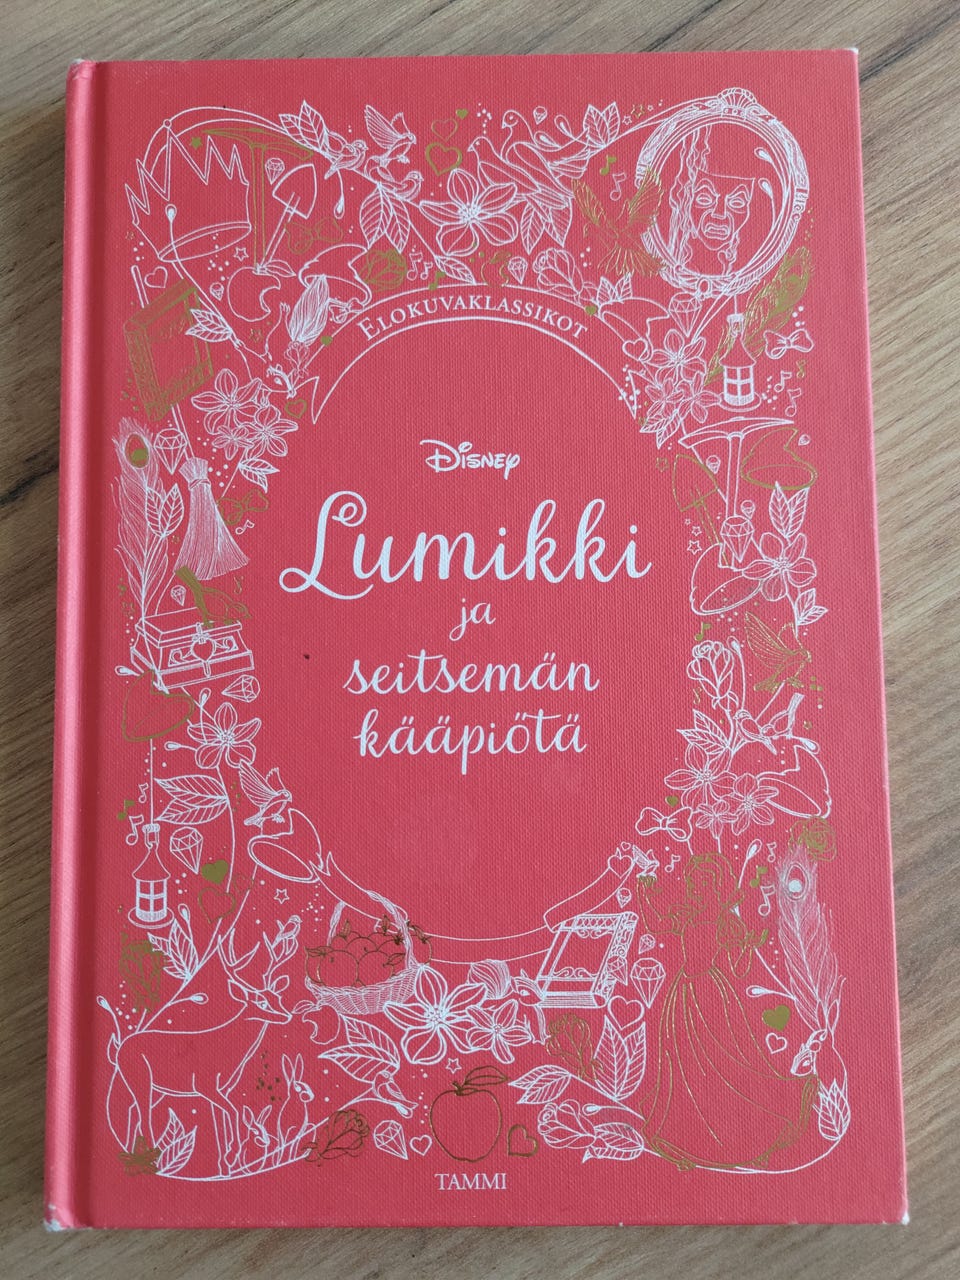 ELOKUVAKLASSIKOT
DISNEY
Lumikki
ja
seitsemän
kääpiötä
TAMMI